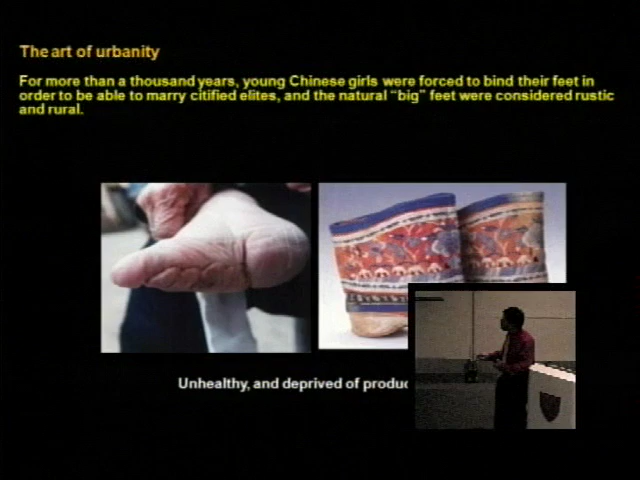 The art of urbanity
For more than a thousand years, young Chinese girls were forced to bind their feet in
order to be able to marry citified elites, and the natural “big” feet were considered rustic
and rural.
Unhealthy, and deprived of